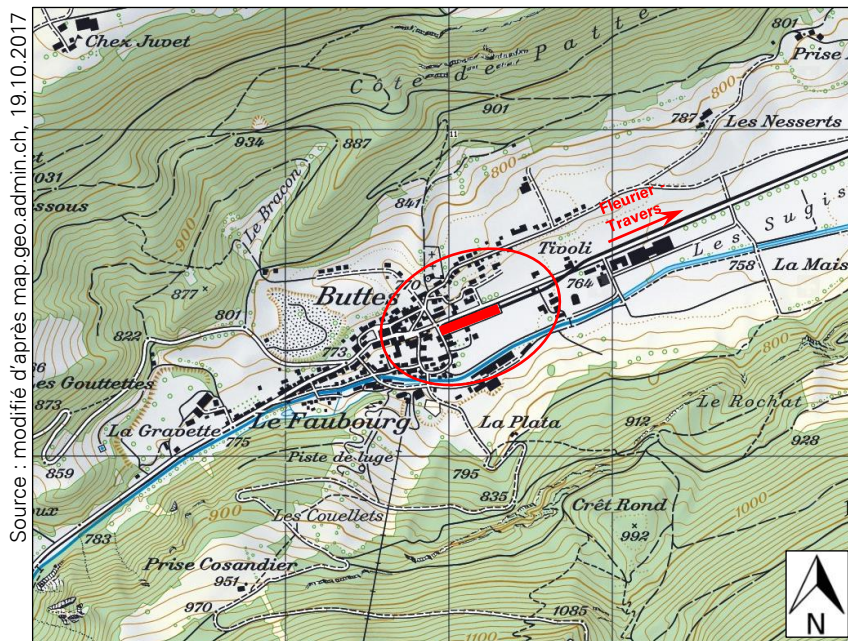 Source : modifié d'après map.geo.admin.ch, 19.10.2017
Chex Juvet
801
Prise
Côte de Patte
901
787
Les Nesserts
934
887
11
800
800
1031
841
Fleurier
Travers
Le Bracon
900
Tivoli
Les Sugis
770
764
758
La Mais
877
Buttes
801
822
773
800
Les Gouttettes
873
Le Rochat
912
La Plata
928
La Gravette
775
Le Faubourg
859
Piste de luge
795
835
900
Les Couellets
Crêt Rond
1000
992
783
Prise Cosandier
951
970
1085
1100
N